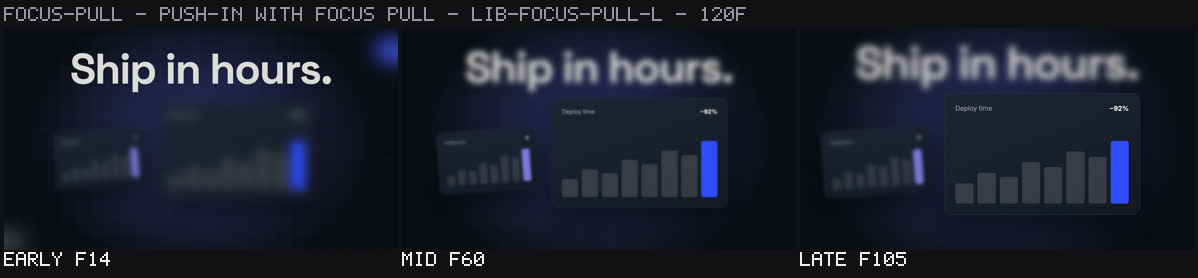 FOCUS-PULL - PUSH-IN WITH FOCUS PULL - LIB-FOCUS-PULL-L - 120F
Ship in hours.
Ship in hours.
Deploy time -92%
Ship in hours.
Deploy time -92%
EARLY F14
MID F60
LATE F105